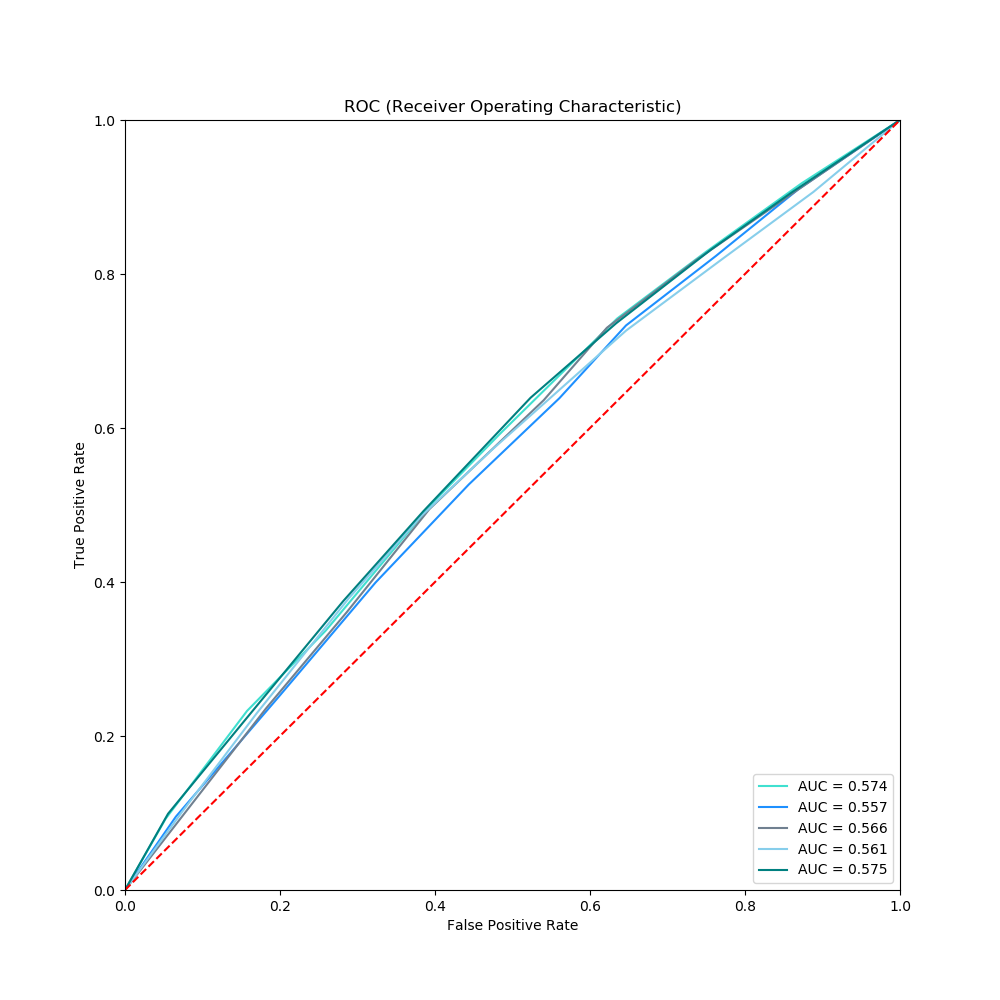 ROC (Receiver Operating Characteristic)
1.0
0.8
0.6
0.4
0.2
0.0
True Positive Rate
0.0 0.2 0.4 0.6 0.8 1.0
False Positive Rate
AUC = 0.574
AUC = 0.557
AUC = 0.566
AUC = 0.561
AUC = 0.575